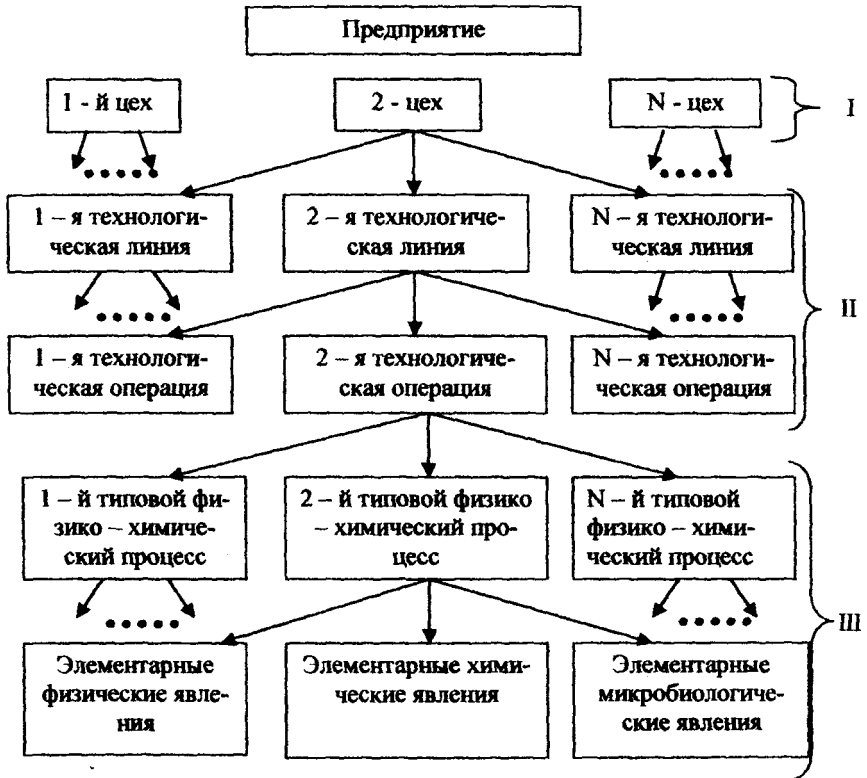 Предприятие
1 - й цех
2 - цех
N - цех
I
1 – я технологи-
ческая линия
2 – я технологиче-
ская линия
N – я технологи-
ческая линия
II
1 – я технологи-
ческая операция
2 – я технологиче-
ская операция
N – я технологи-
ческая операция
1 – й типовой фи-
зико – химиче-
ский процесс
2 – й типовой физико
– химический про-
цесс
N – й типовой
физико – хими-
ческий процесс
III
Элементарные
физические явле-
ния
Элементарные хими-
ческие явления
Элементарные
микробиологиче-
ские явления